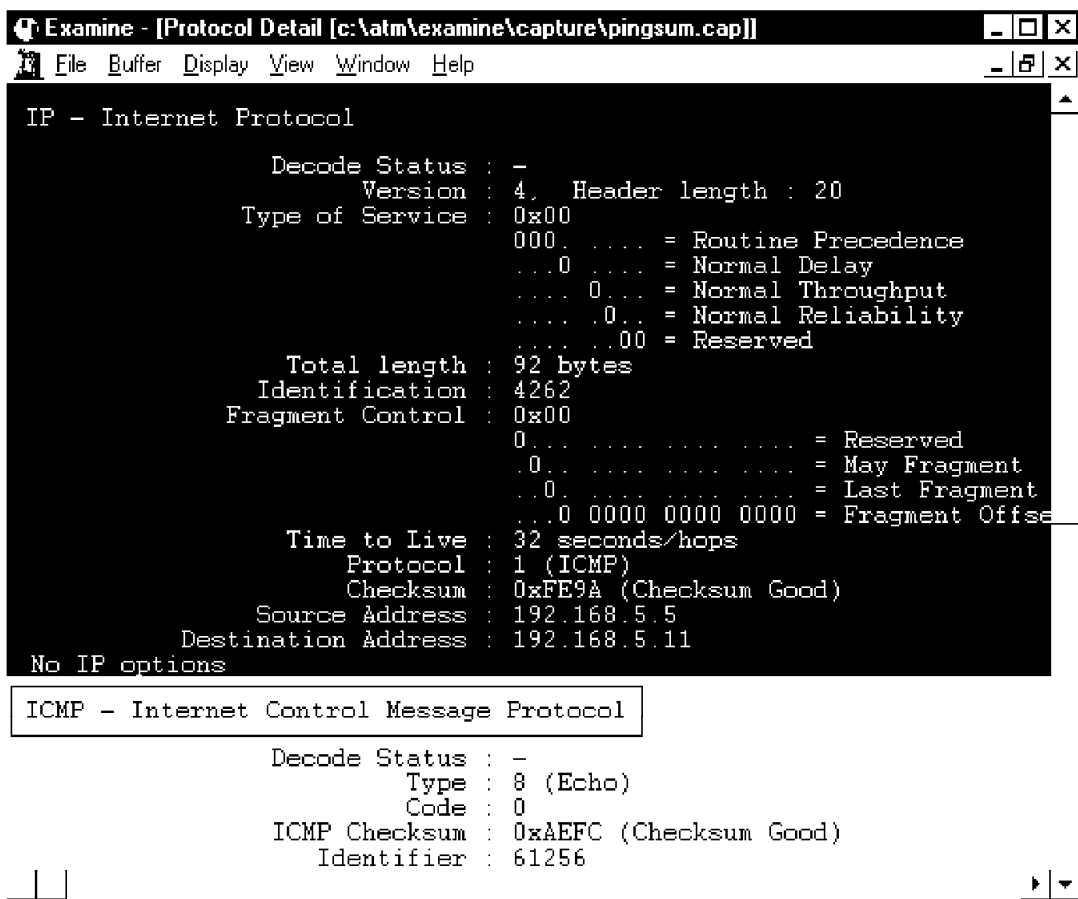 Examine - [Protocol Detail [c:\atm\examine\capture\pingsum.cap]]
File Buffer Display View Window Help
IP - Internet Protocol
Decode Status : -
Version : 4, Header length : 20
Type of Service : 0x00
000. .... = Routine Precedence
...0 .... = Normal Delay
.... 0... = Normal Throughput
.... .0.. = Normal Reliability
.... ..00 = Reserved
Total length : 92 bytes
Identification : 4262
Fragment Control : 0x00
0... .... .... .... = Reserved
.0.. .... .... .... = May Fragment
..0. .... .... .... = Last Fragment
...0 0000 0000 0000 = Fragment Offse
Time to Live : 32 seconds/hops
Protocol : 1 (ICMP)
Checksum : 0xFE9A (Checksum Good)
Source Address : 192.168.5.5
Destination Address : 192.168.5.11
No IP options
ICMP - Internet Control Message Protocol
Decode Status : -
Type : 8 (Echo)
Code : 0
ICMP Checksum : 0xAEFC (Checksum Good)
Identifier : 61256